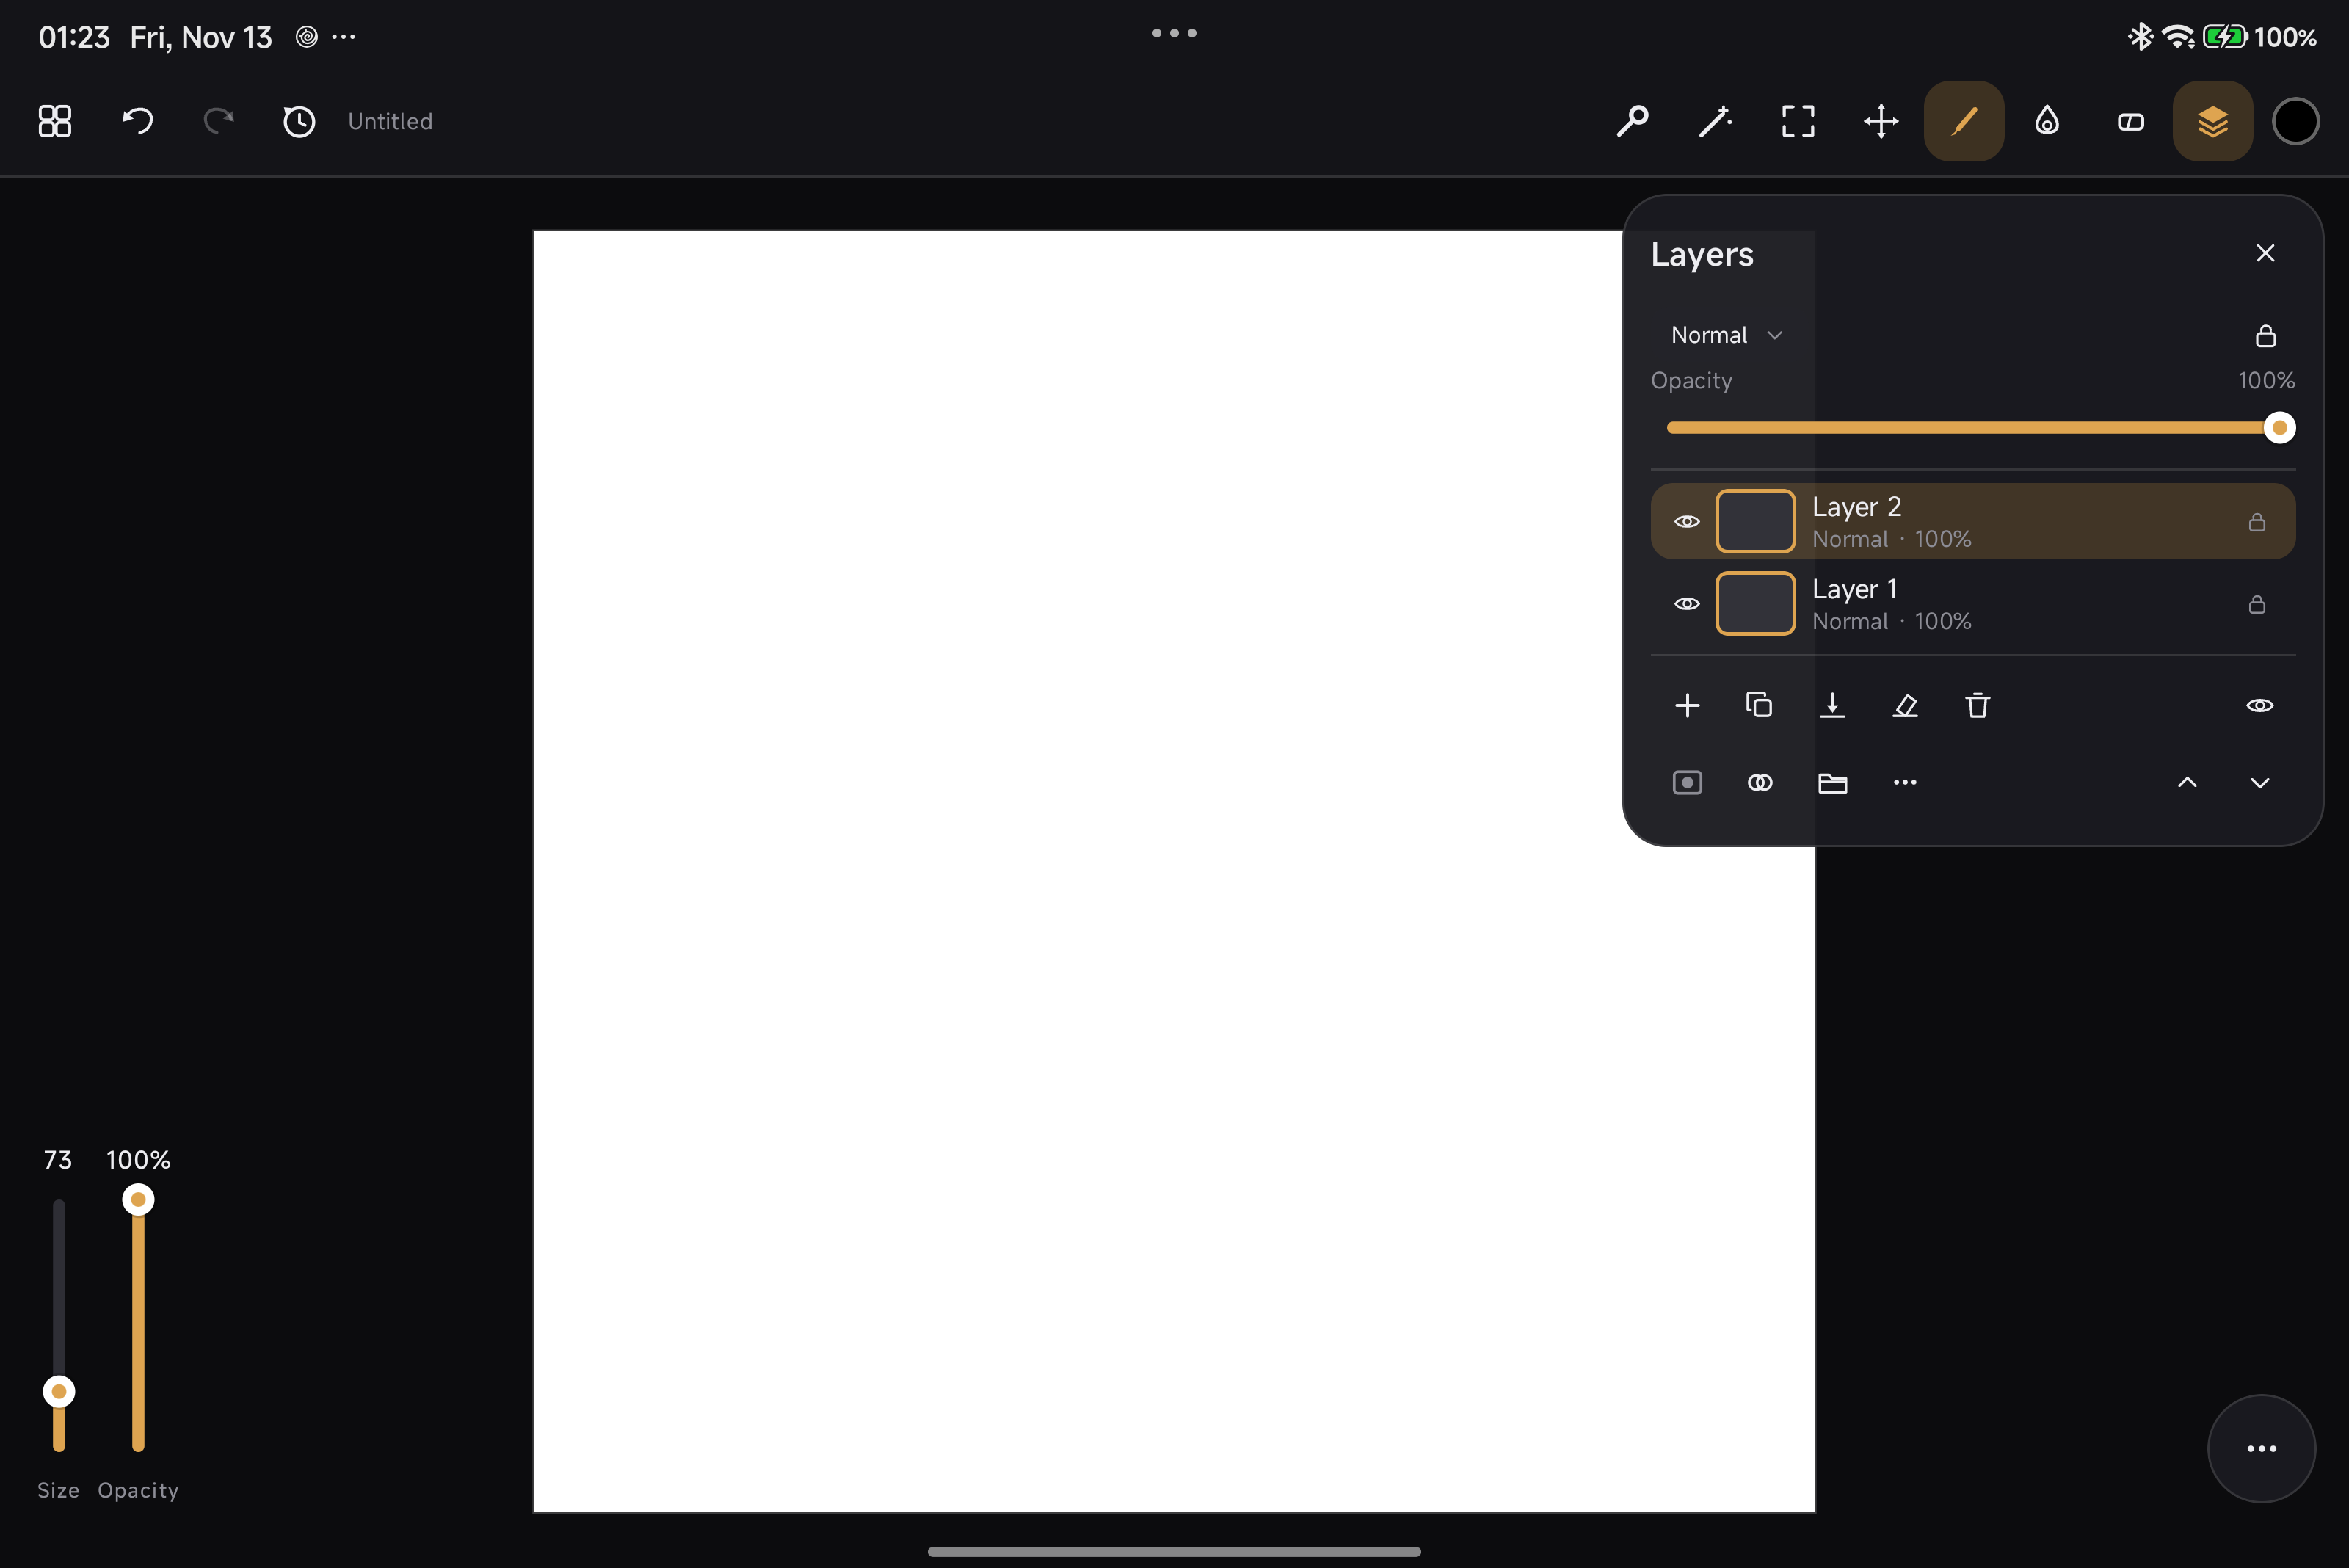 01:23 Fri, Nov 13
100%
Untitled
Layers
Normal
Opacity 100%
Layer 2
Normal · 100%
Layer 1
Normal · 100%
73 100%
Size Opacity